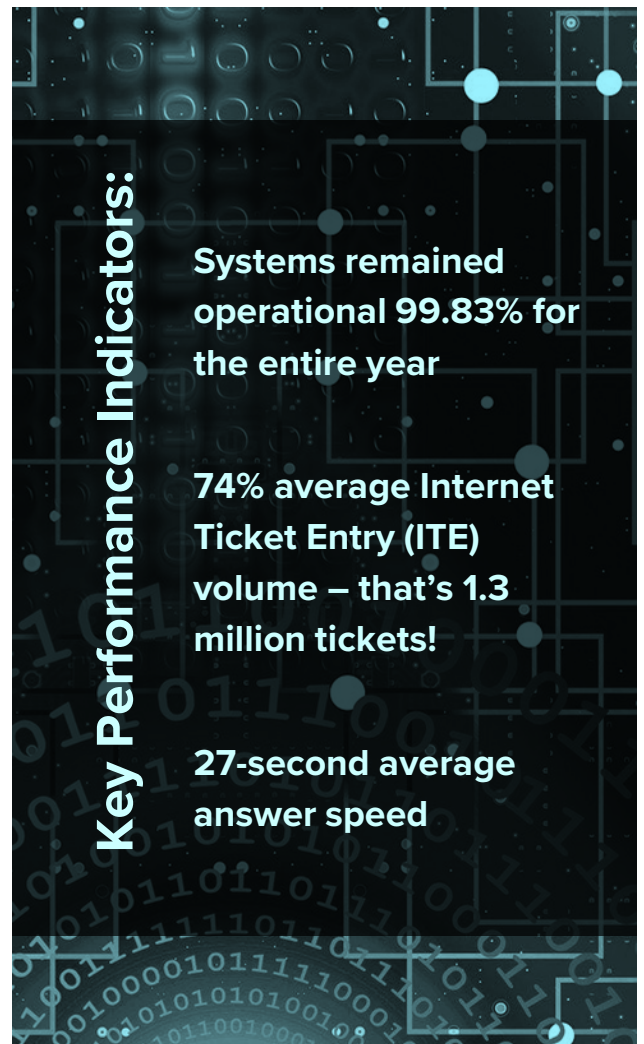 Key Performance Indicators:
Systems remained
operational 99.83% for
the entire year
74% average Internet
Ticket Entry (ITE)
volume – that’s 1.3
million tickets!
27-second average
answer speed